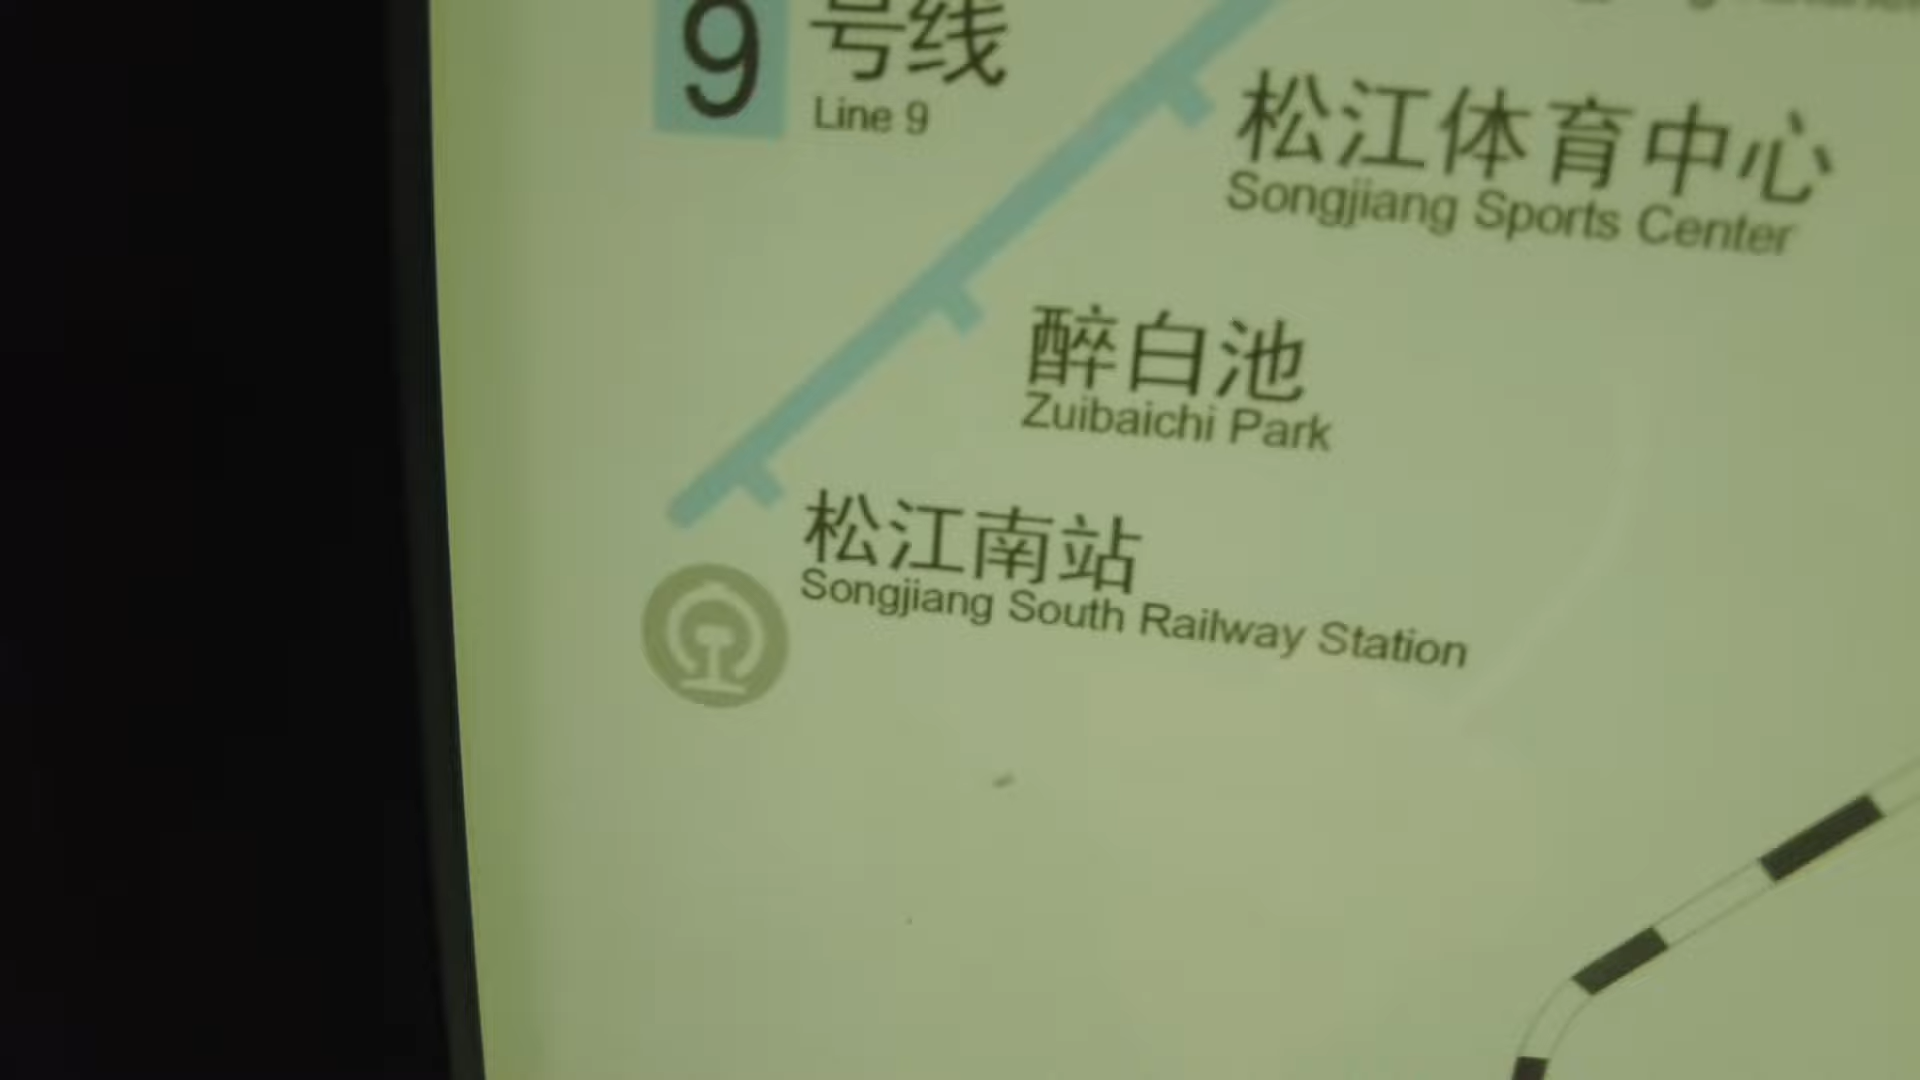 9号线
Line 9
松江体育中心
Songjiang Sports Center
醉白池
Zuibaichi Park
松江南站
Songjiang South Railway Station